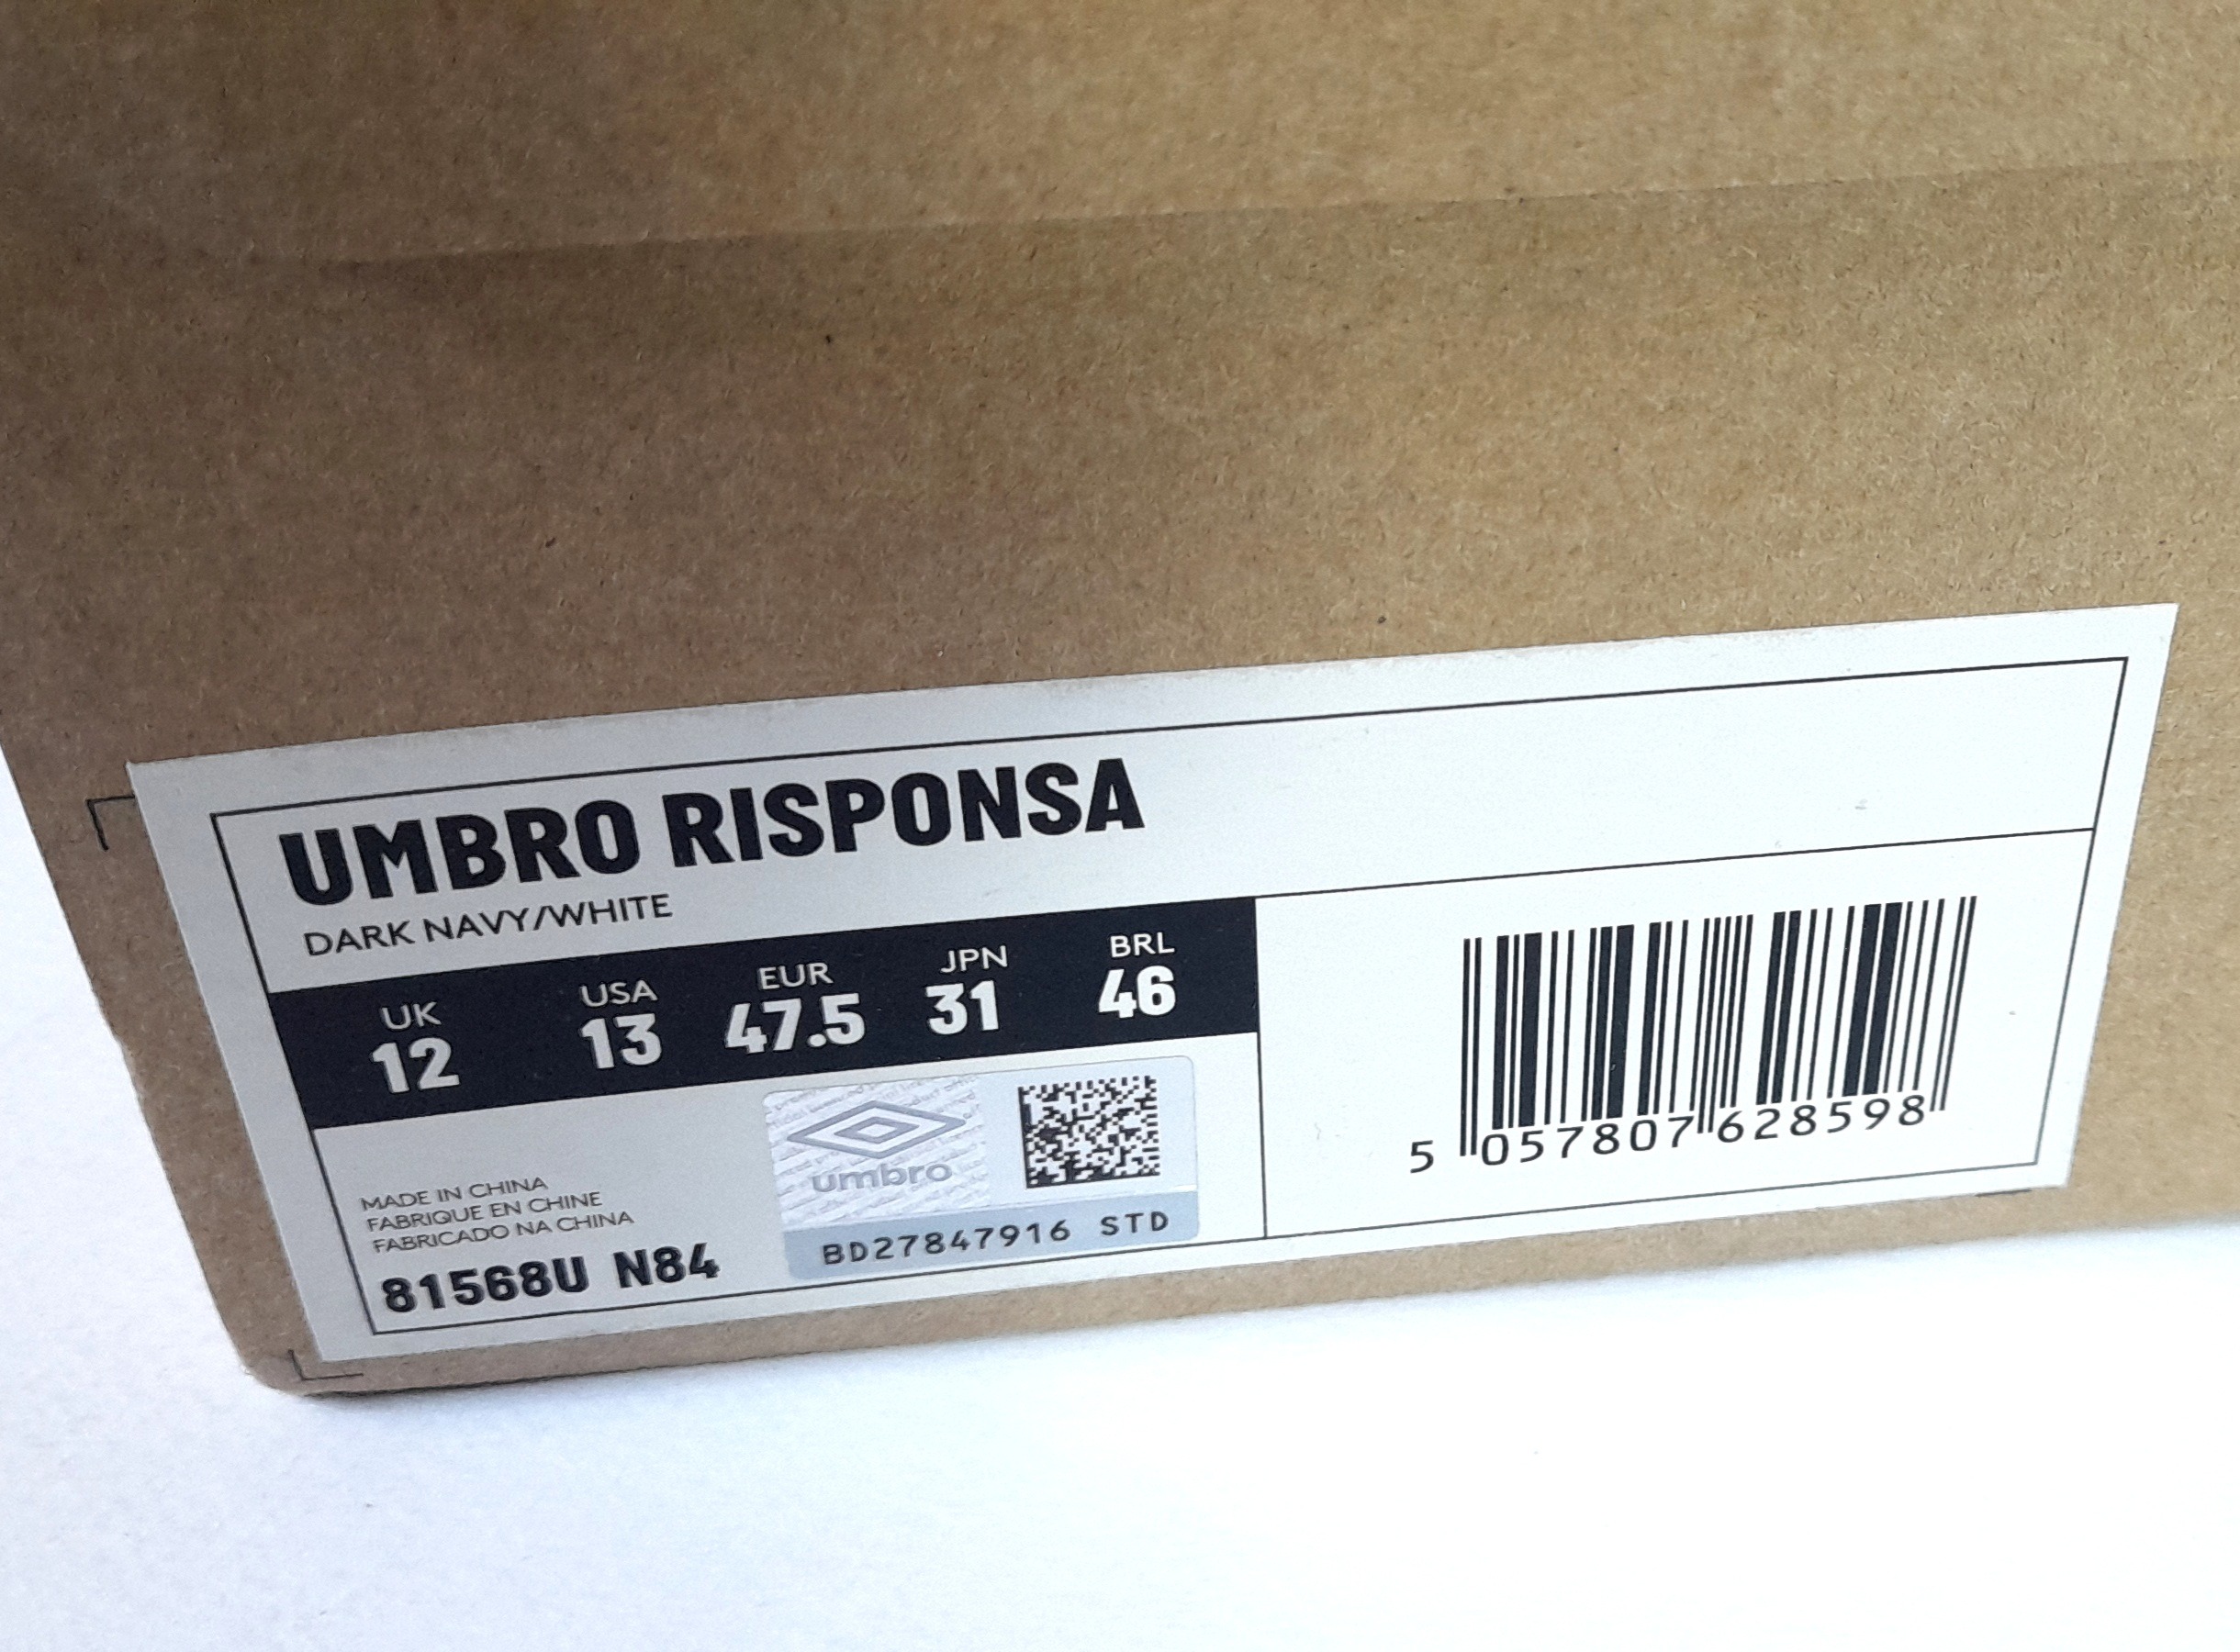 UMBRO RISPONSA
DARK NAVY/WHITE
UK USA EUR JPN BRL
12 13 47.5 31 46
MADE IN CHINA
FABRIQUE EN CHINE
FABRICADO NA CHINA
81568U N84
umbro
BD27847916 STD
5 057807 628598